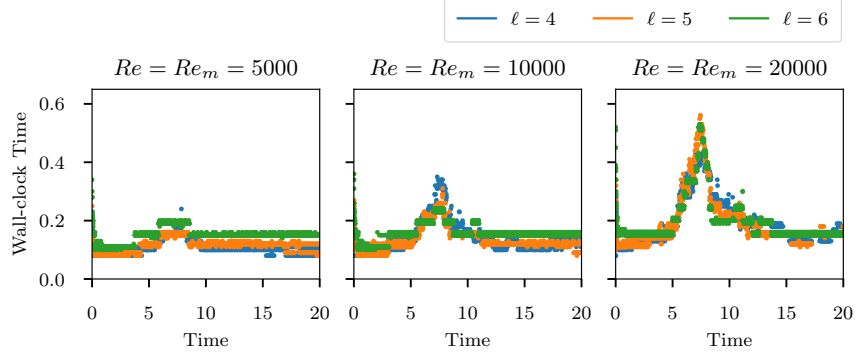 ℓ = 4 ℓ = 5 ℓ = 6
Re = Re_m = 5000 Re = Re_m = 10000 Re = Re_m = 20000
0.6
0.4
0.2
0.0
Wall-clock Time
0 5 10 15 20 0 5 10 15 20 0 5 10 15 20
Time Time Time